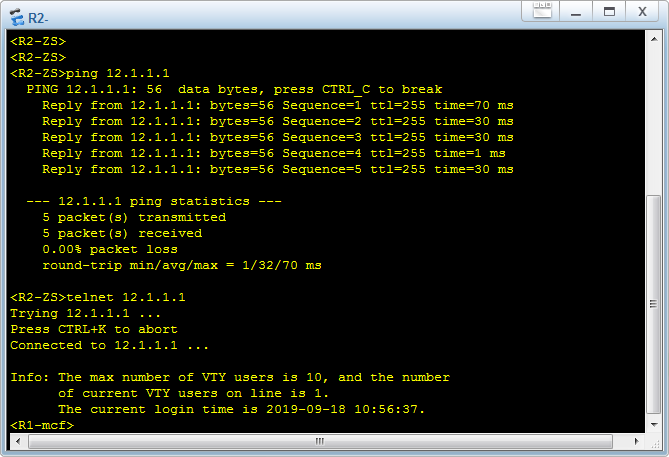 R2-
<R2-ZS>
<R2-ZS>
<R2-ZS>ping 12.1.1.1
  PING 12.1.1.1: 56  data bytes, press CTRL_C to break
    Reply from 12.1.1.1: bytes=56 Sequence=1 ttl=255 time=70 ms
    Reply from 12.1.1.1: bytes=56 Sequence=2 ttl=255 time=30 ms
    Reply from 12.1.1.1: bytes=56 Sequence=3 ttl=255 time=30 ms
    Reply from 12.1.1.1: bytes=56 Sequence=4 ttl=255 time=1 ms
    Reply from 12.1.1.1: bytes=56 Sequence=5 ttl=255 time=30 ms
  --- 12.1.1.1 ping statistics ---
    5 packet(s) transmitted
    5 packet(s) received
    0.00% packet loss
    round-trip min/avg/max = 1/32/70 ms
<R2-ZS>telnet 12.1.1.1
Trying 12.1.1.1 ...
Press CTRL+K to abort
Connected to 12.1.1.1 ...
Info: The max number of VTY users is 10, and the number
      of current VTY users on line is 1.
      The current login time is 2019-09-18 10:56:37.
<R1-mcf>